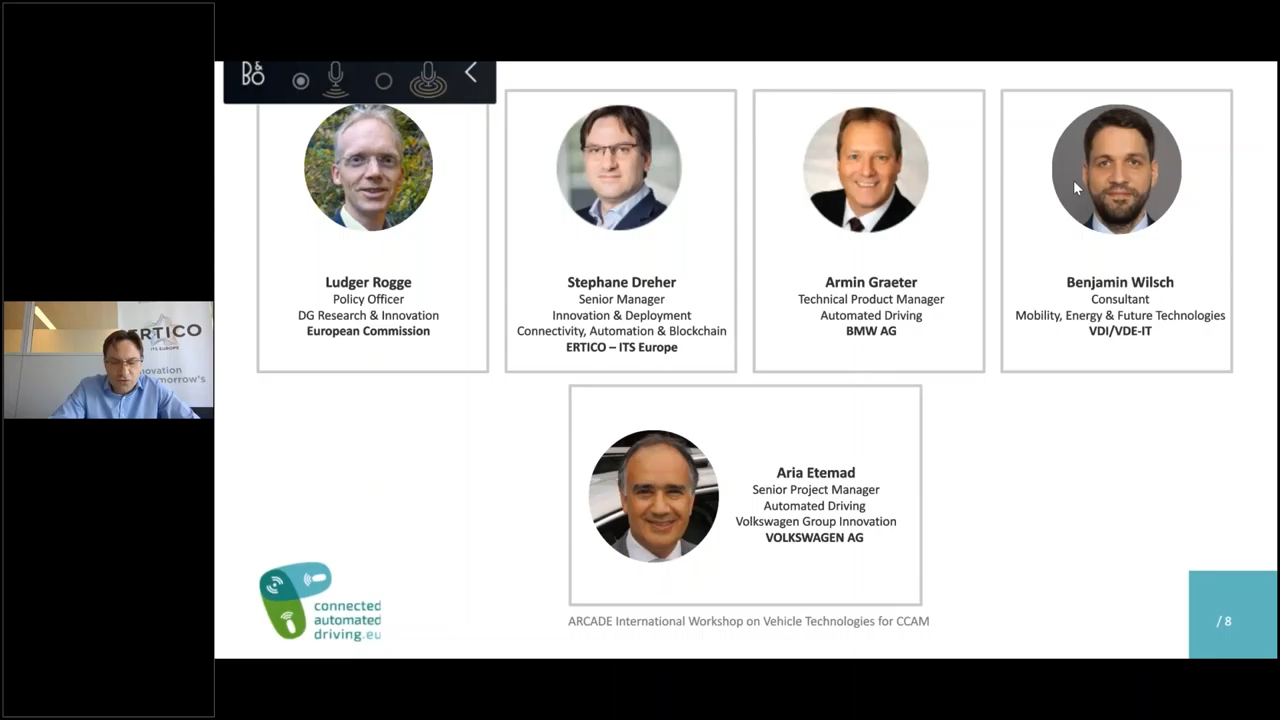 B&O
Ludger Rogge
Policy Officer
DG Research & Innovation
European Commission
Stephane Dreher
Senior Manager
Innovation & Deployment
Connectivity, Automation & Blockchain
ERTICO – ITS Europe
Armin Graeter
Technical Product Manager
Automated Driving
BMW AG
Benjamin Wilsch
Consultant
Mobility, Energy & Future Technologies
VDI/VDE-IT
ERTICO
ITS EUROPE
Aria Etemad
Senior Project Manager
Automated Driving
Volkswagen Group Innovation
VOLKSWAGEN AG
connected
automated
driving.eu
ARCADE International Workshop on Vehicle Technologies for CCAM
/ 8